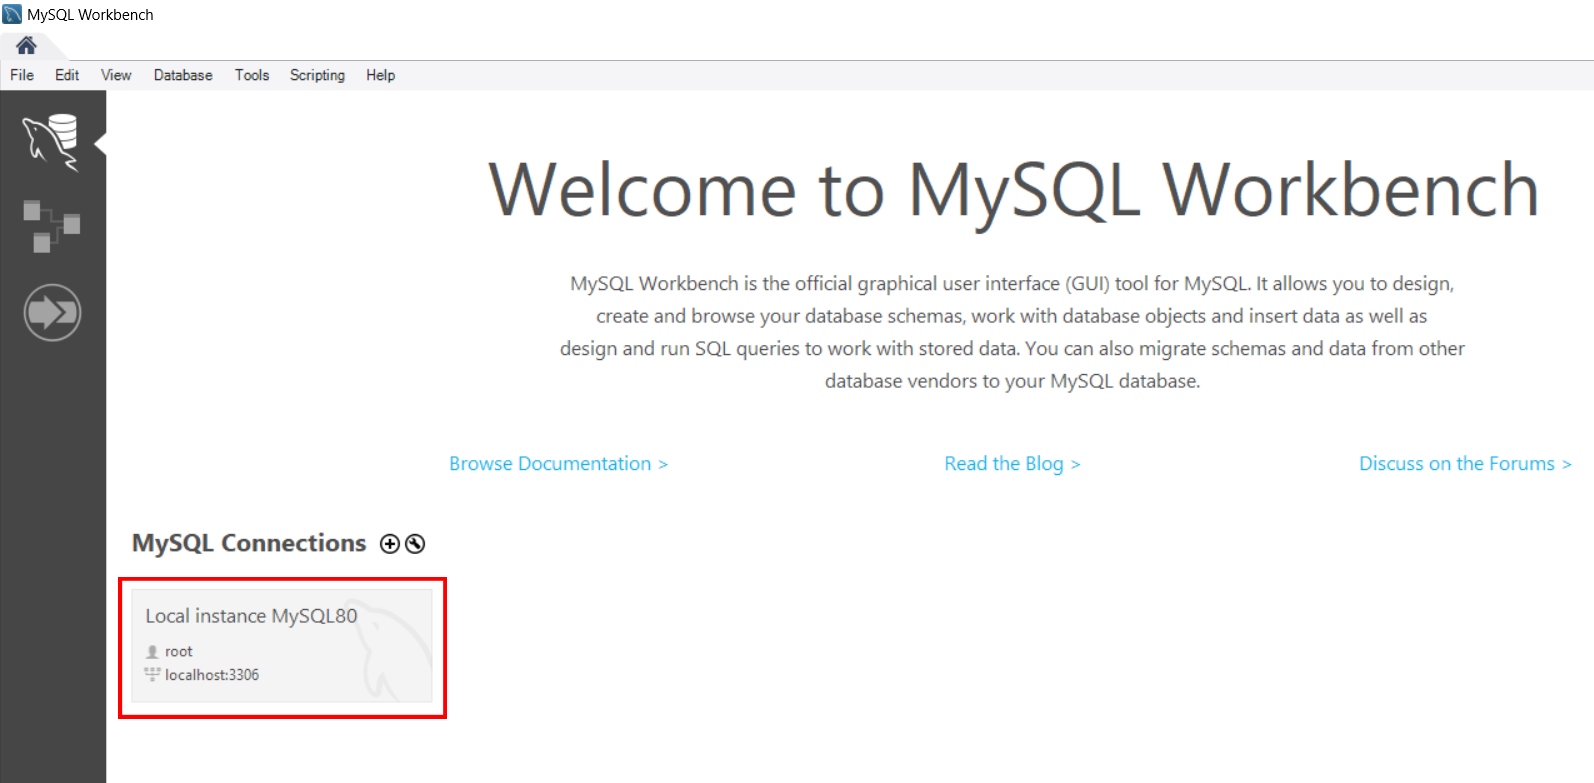 MySQL Workbench
File Edit View Database Tools Scripting Help
Welcome to MySQL Workbench
MySQL Workbench is the official graphical user interface (GUI) tool for MySQL. It allows you to design,
create and browse your database schemas, work with database objects and insert data as well as
design and run SQL queries to work with stored data. You can also migrate schemas and data from other
database vendors to your MySQL database.
Browse Documentation > Read the Blog > Discuss on the Forums >
MySQL Connections
Local instance MySQL80
root
localhost:3306